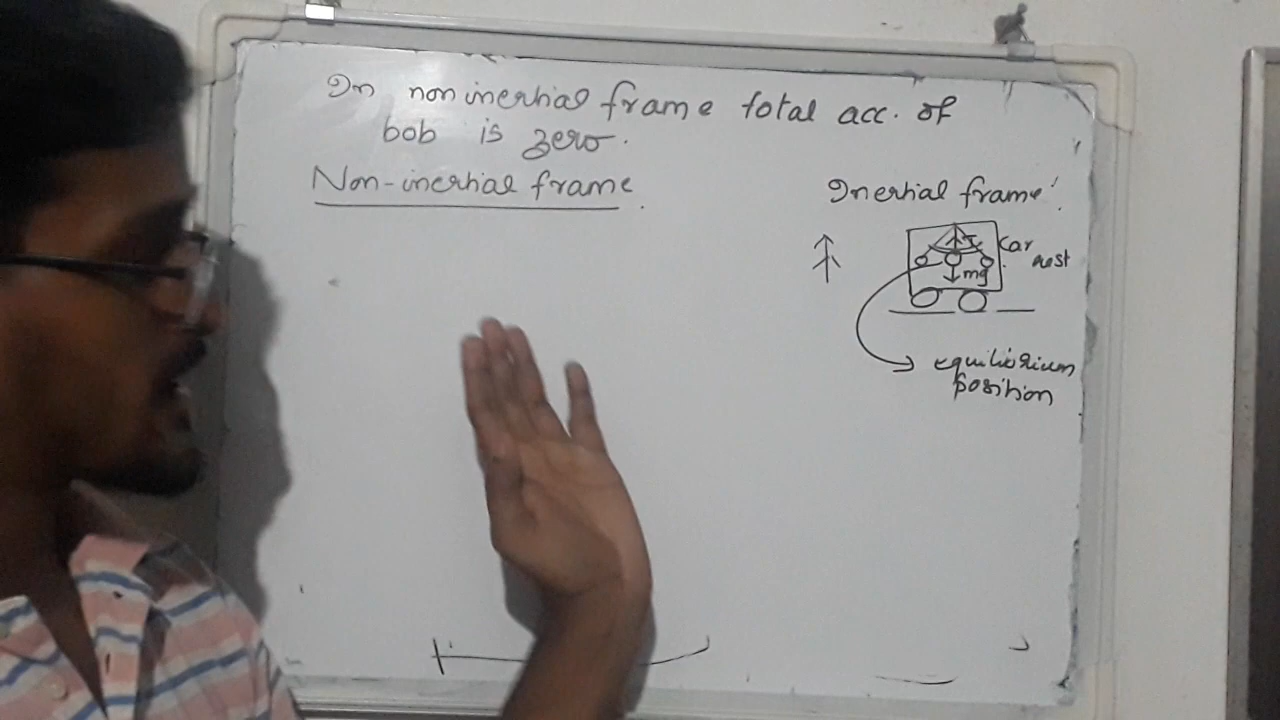 In non inertial frame total acc. of
bob is zero.
Non-inertial frame.
Inertial frame:
T
car
rest
mg
equilibrium
position